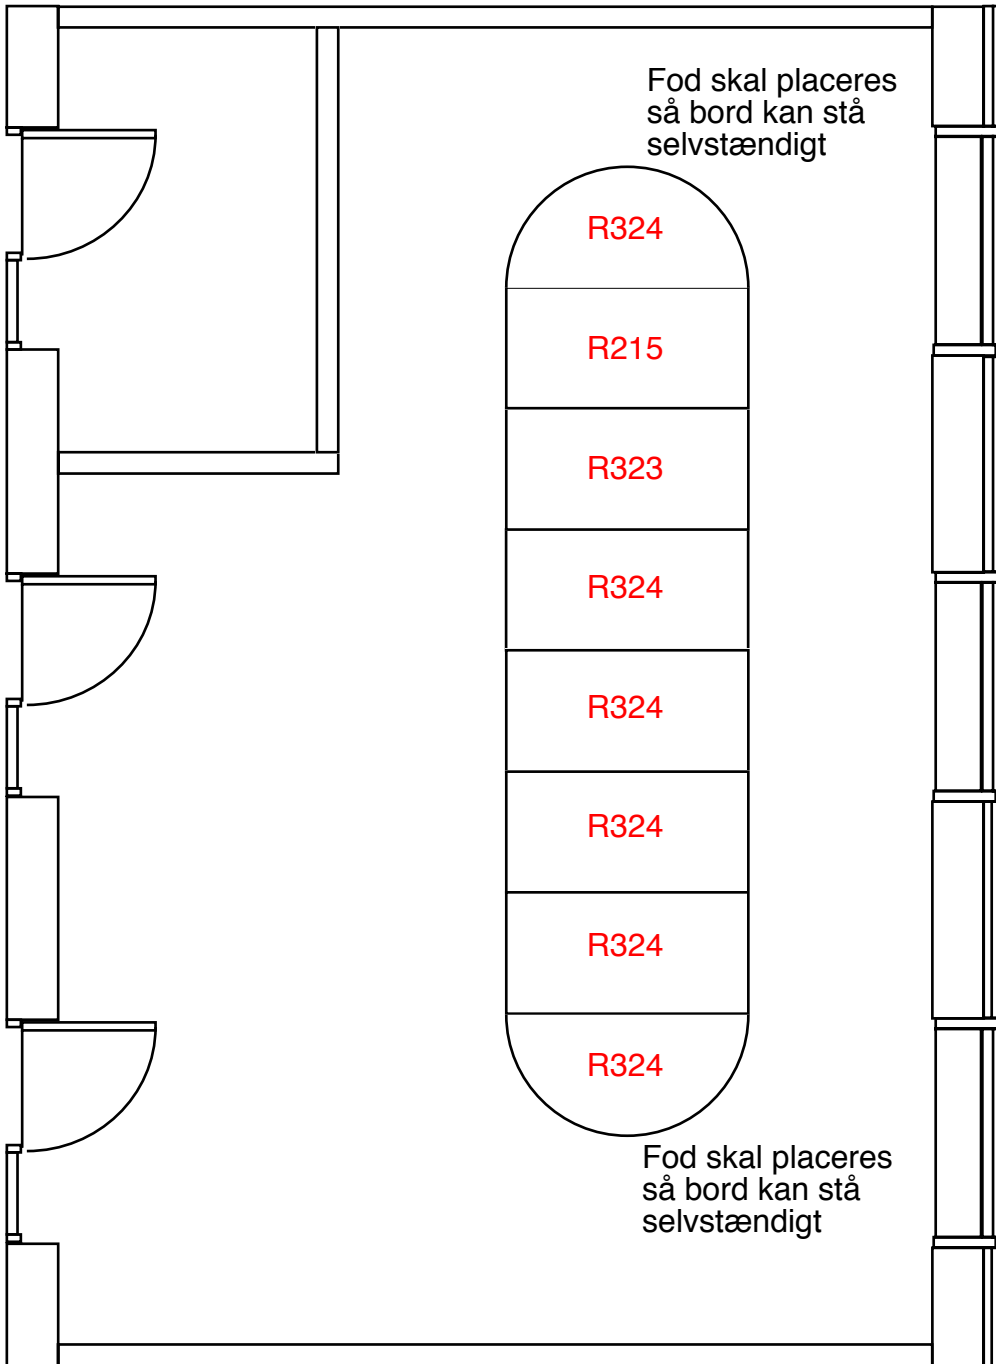 Fod skal placeres
så bord kan stå
selvstændigt
R324
R215
R323
R324
R324
R324
R324
R324
Fod skal placeres
så bord kan stå
selvstændigt